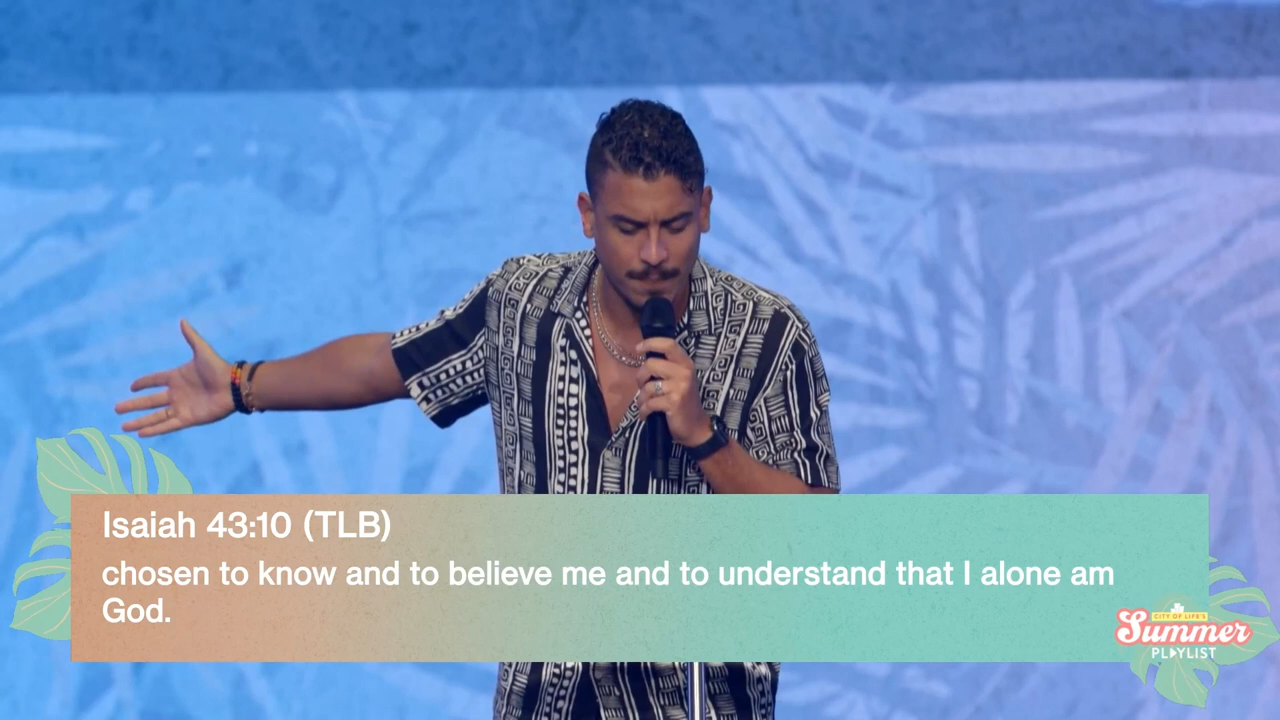 Isaiah 43:10 (TLB)
chosen to know and to believe me and to understand that I alone am
God.
CITY OF LIFE'S
Summer
PLAYLIST